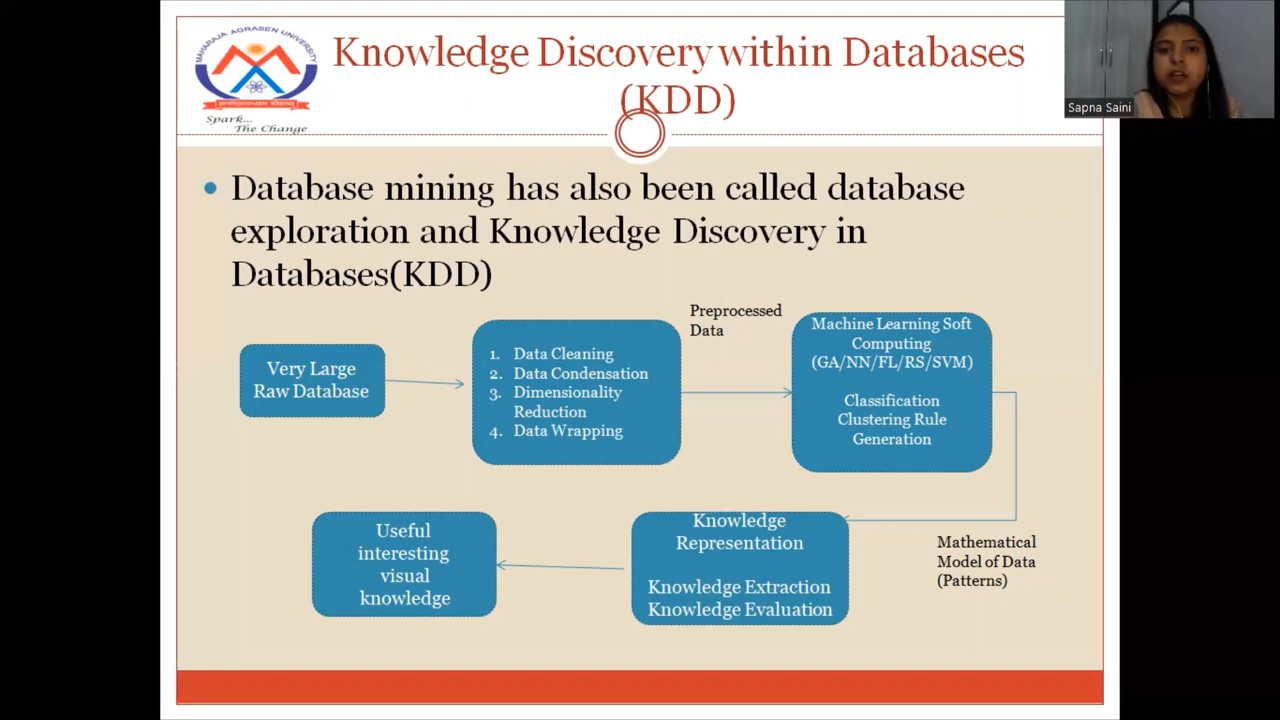 MAHARAJA AGRASEN UNIVERSITY
Spark...
The Change
Knowledge Discovery within Databases
(KDD)
Sapna Saini
• Database mining has also been called database
exploration and Knowledge Discovery in
Databases(KDD)
Very Large
Raw Database
1. Data Cleaning
2. Data Condensation
3. Dimensionality
Reduction
4. Data Wrapping
Preprocessed
Data
Machine Learning Soft
Computing
(GA/NN/FL/RS/SVM)
Classification
Clustering Rule
Generation
Mathematical
Model of Data
(Patterns)
Knowledge
Representation
Knowledge Extraction
Knowledge Evaluation
Useful
interesting
visual
knowledge